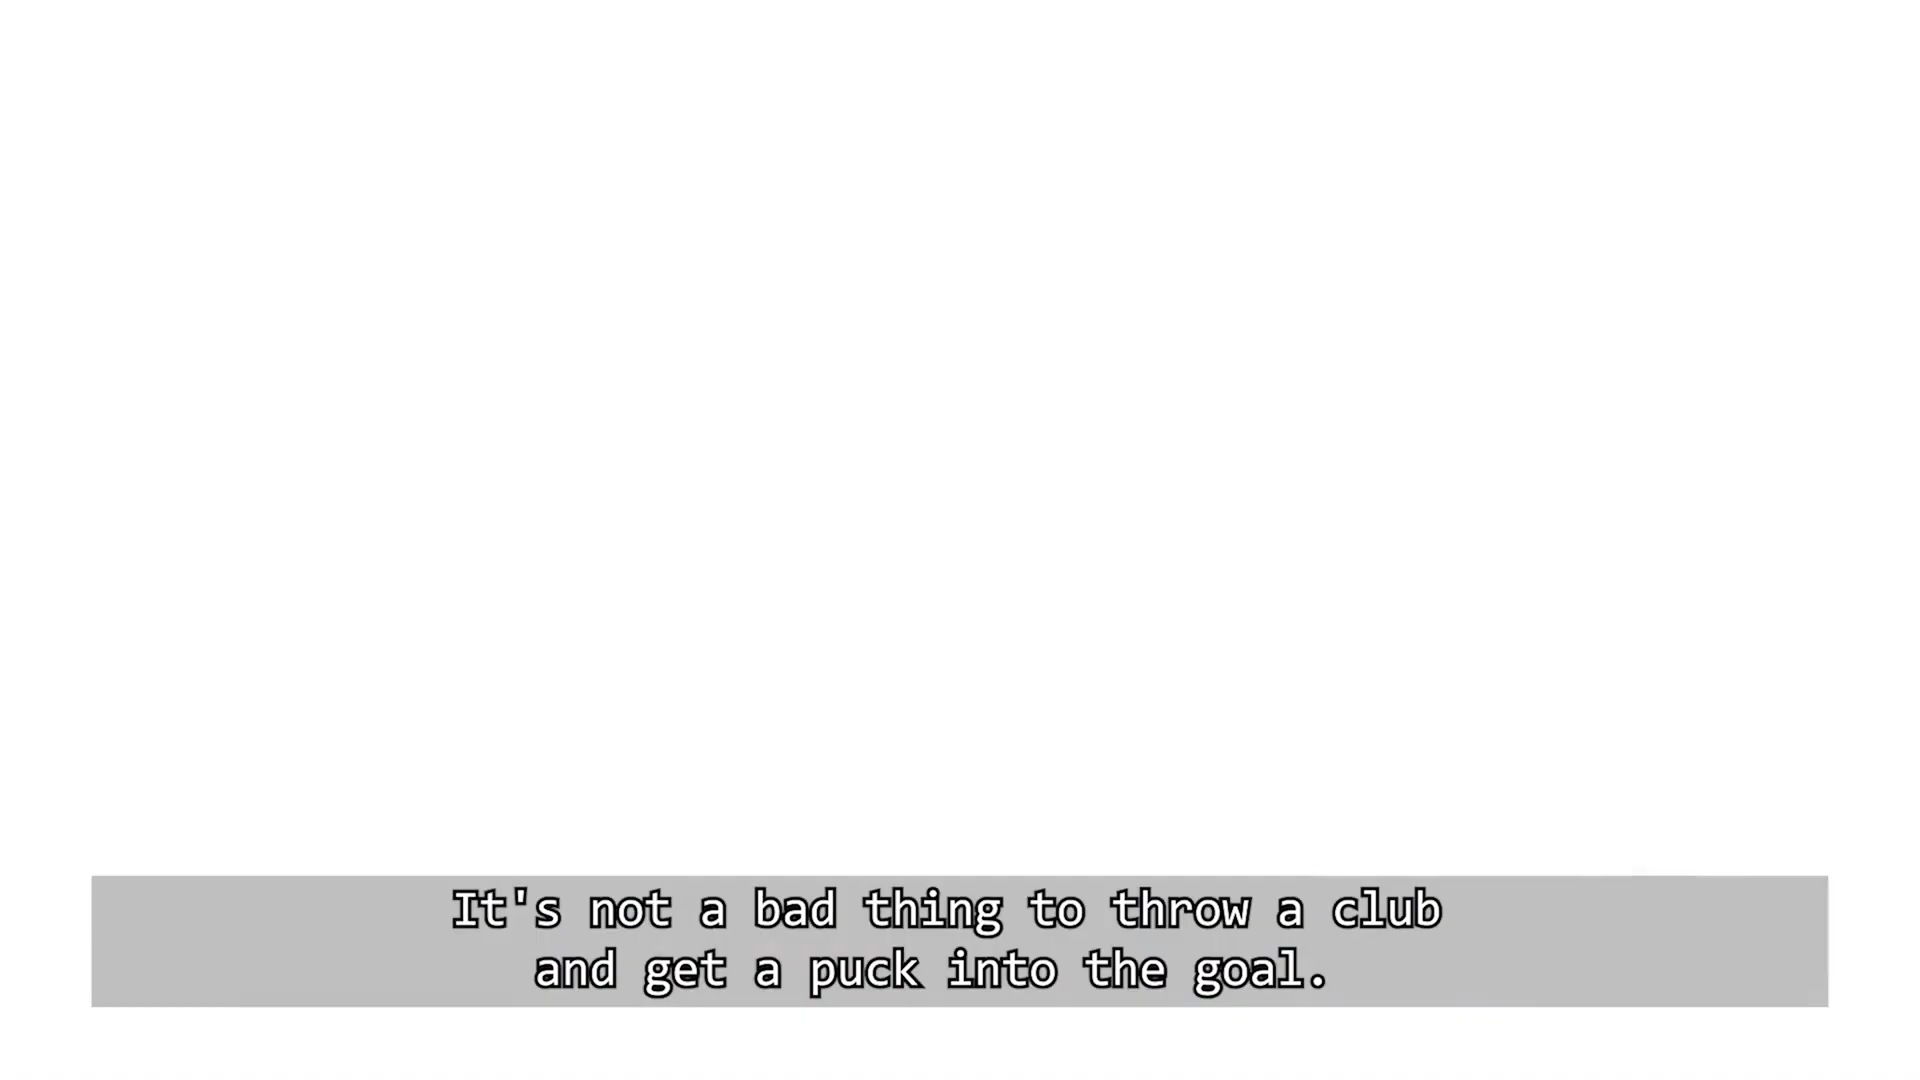 It's not a bad thing to throw a club
and get a puck into the goal.